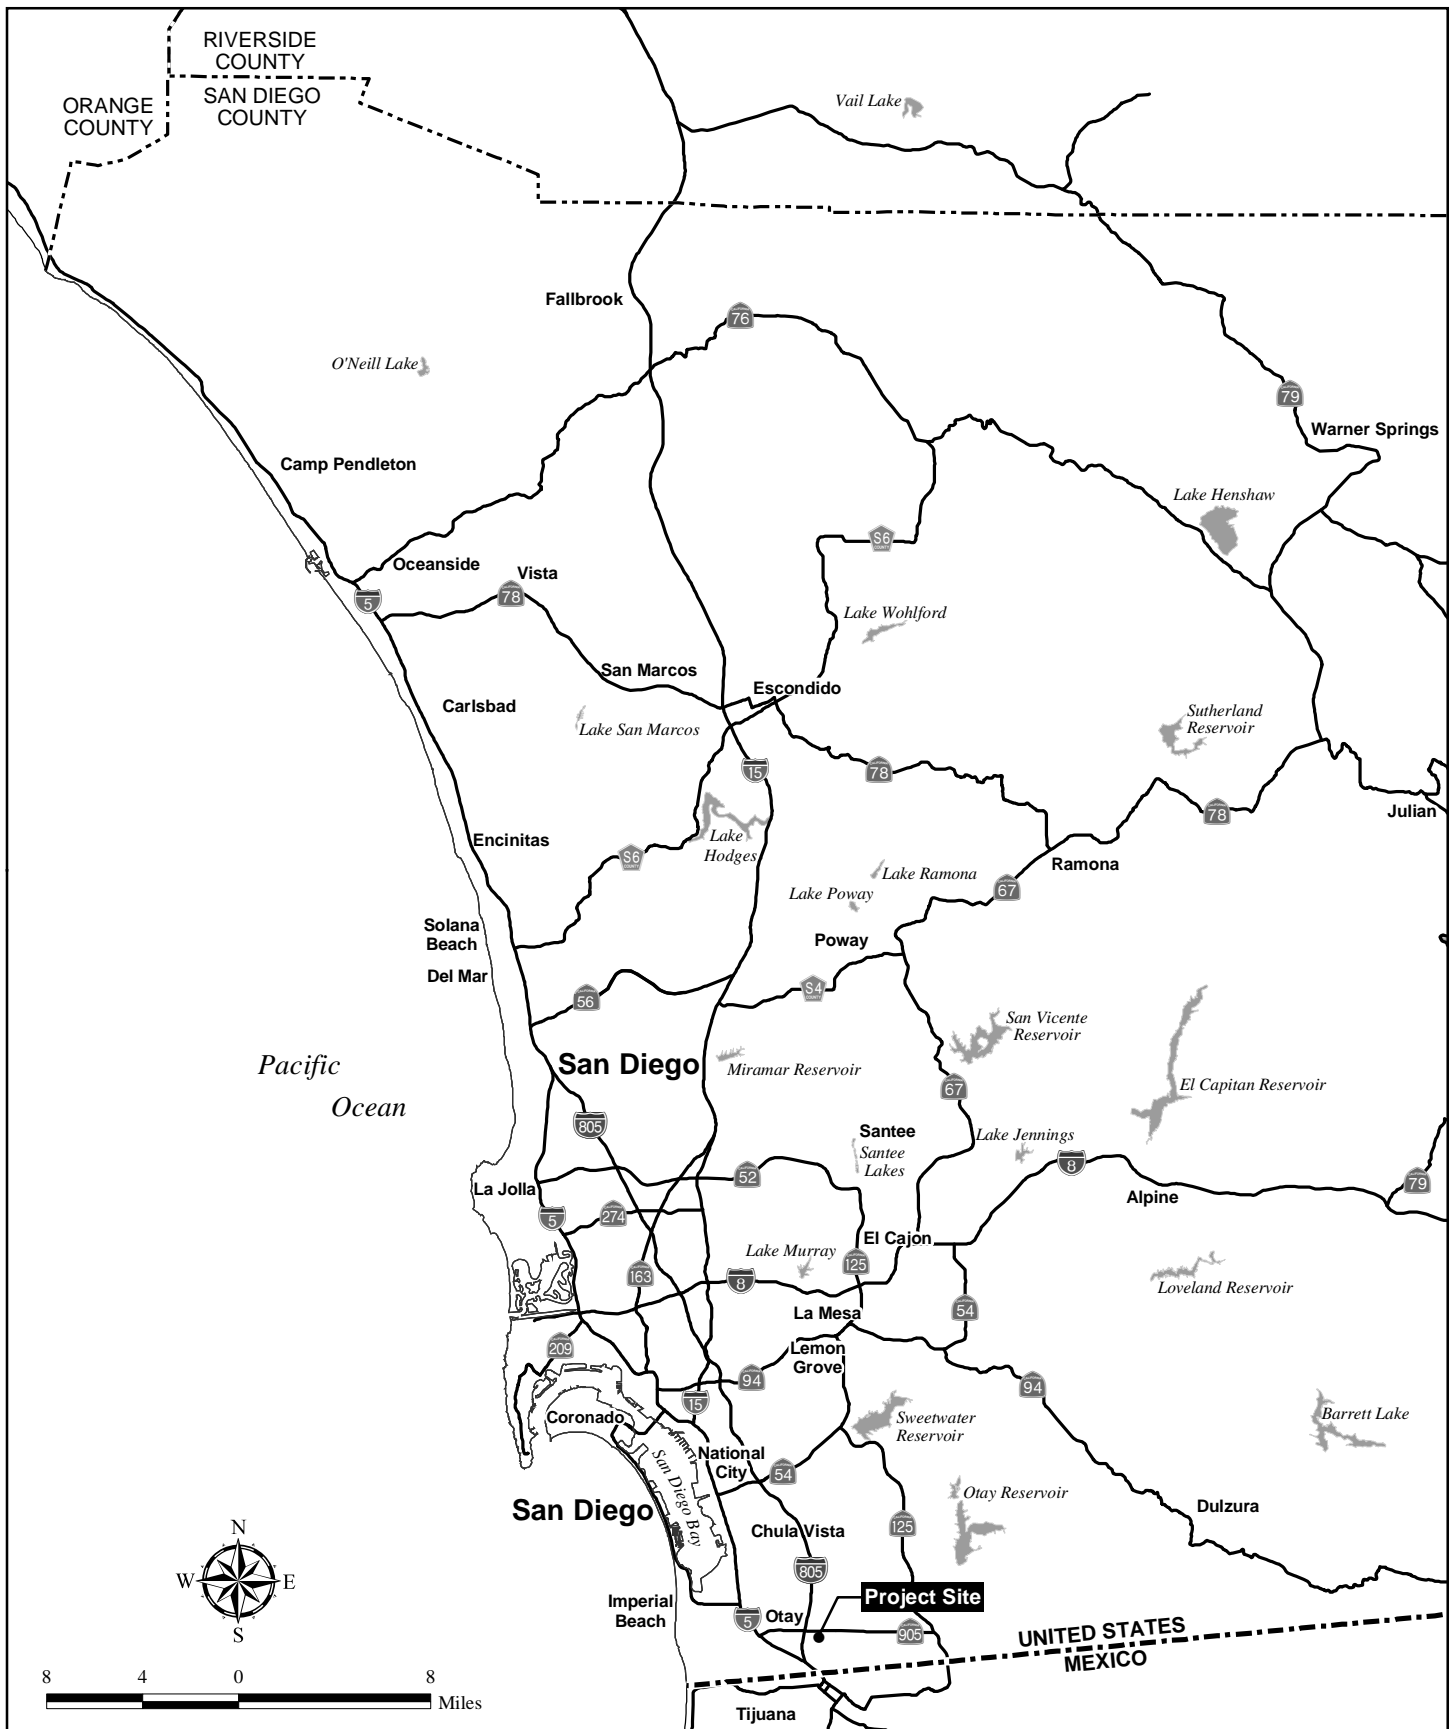 RIVERSIDE
COUNTY
ORANGE
COUNTY
SAN DIEGO
COUNTY
Vail Lake
Fallbrook
76
O'Neill Lake
79
Warner Springs
Camp Pendleton
Lake Henshaw
S6
COUNTY
Oceanside
Vista
5
78
Lake Wohlford
San Marcos
Escondido
Carlsbad
Lake San Marcos
Sutherland
Reservoir
15
78
78
Julian
Encinitas
Lake
Hodges
S6
COUNTY
Ramona
Lake Ramona
67
Lake Poway
Solana
Beach
Poway
Del Mar
56
S4
COUNTY
San Vicente
Reservoir
San Diego
Miramar Reservoir
Pacific
Ocean
67
El Capitan Reservoir
805
Santee
Santee
Lakes
Lake Jennings
8
52
La Jolla
Alpine
79
5
274
El Cajon
Lake Murray
125
163
8
Loveland Reservoir
La Mesa
54
209
Lemon
Grove
94
94
15
Coronado
Sweetwater
Reservoir
Barrett Lake
National
City
54
San Diego Bay
Otay Reservoir
San Diego
Dulzura
Chula Vista
125
805
N
W
E
S
Project Site
Imperial
Beach
5
Otay
905
UNITED STATES
MEXICO
8
4
0
8
Miles
Tijuana